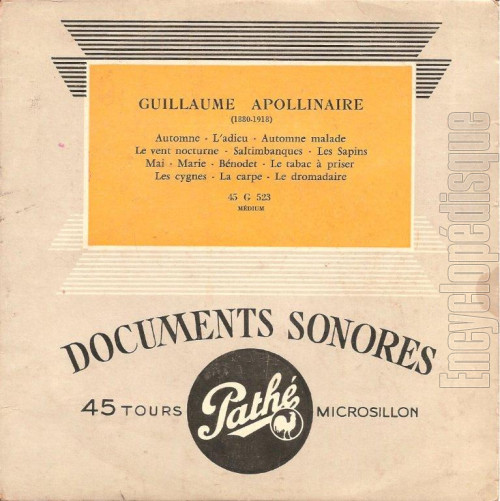 GUILLAUME APOLLINAIRE
(1880-1918)
Automne - L'adieu - Automne malade
Le vent nocturne - Saltimbanques - Les Sapins
Mai - Marie - Bénodet - Le tabac à priser
Les cygnes - La carpe - Le dromadaire
45 G 523
MÉDIUM
DOCUMENTS SONORES
45 TOURS Pathé MICROSILLON
Encyclopédisque